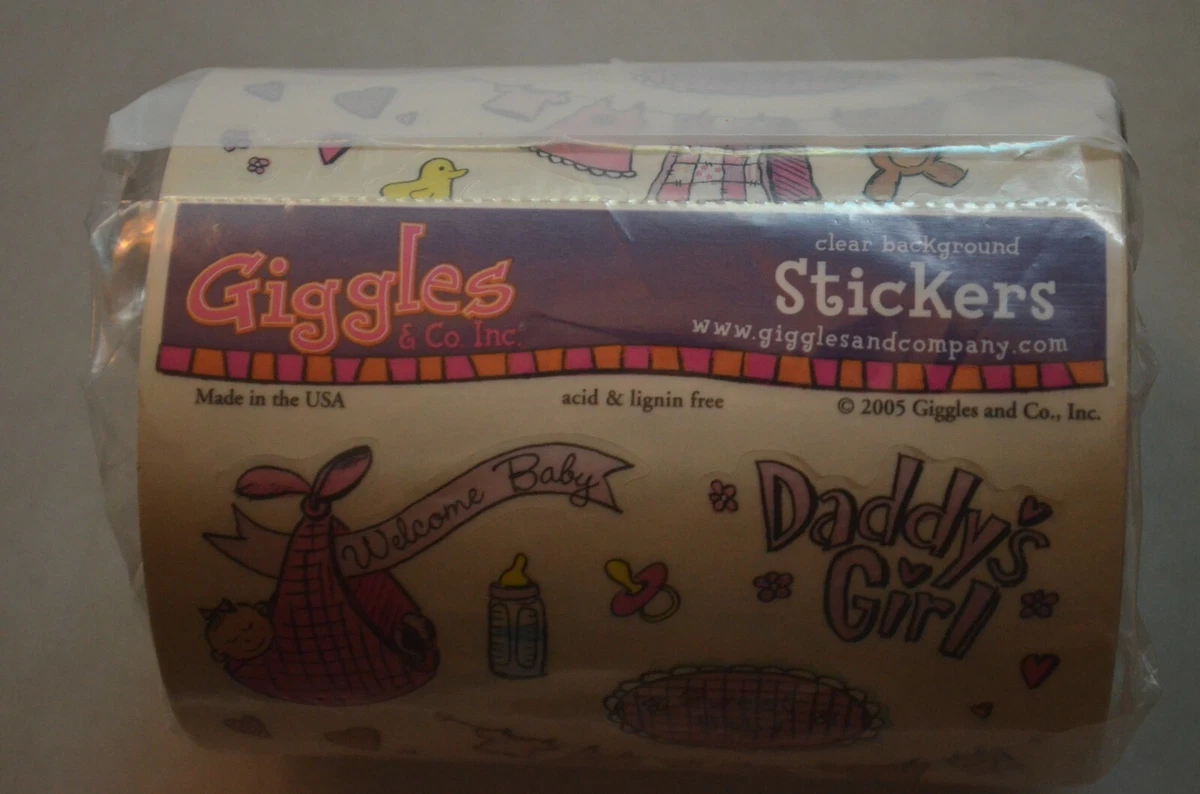 Giggles
& Co. Inc.
clear background
Stickers
www.gigglesandcompany.com
Made in the USA
acid & lignin free
© 2005 Giggles and Co., Inc.
Welcome Baby
Daddy's
Girl